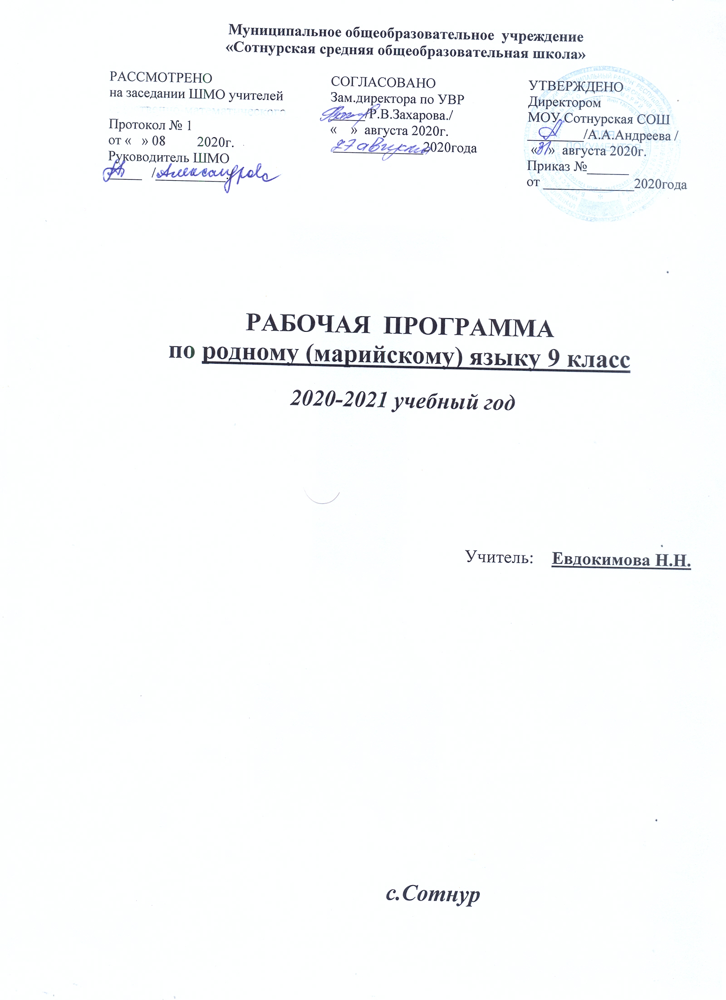 Муниципальное общеобразовательное учреждение
«Сотнурская средняя общеобразовательная школа»
РАССМОТРЕНО
на заседании ШМО учителей
Протокол № 1
от « » 08 2020г.
Руководитель ШМО
_____ /Александрова
СОГЛАСОВАНО
Зам.директора по УВР
_____/Р.В.Захарова./
« » августа 2020г.
27 августа 2020года
УТВЕРЖДЕНО
Директором
МОУ Сотнурская СОШ
________/А.А.Андреева /
«31» августа 2020г.
Приказ №______
от _____________2020года
ДЛЯ
ДОКУМЕНТОВ
РАБОЧАЯ ПРОГРАММА
по родному (марийскому) языку 9 класс
2020-2021 учебный год
Учитель: Евдокимова Н.Н.
с.Сотнур